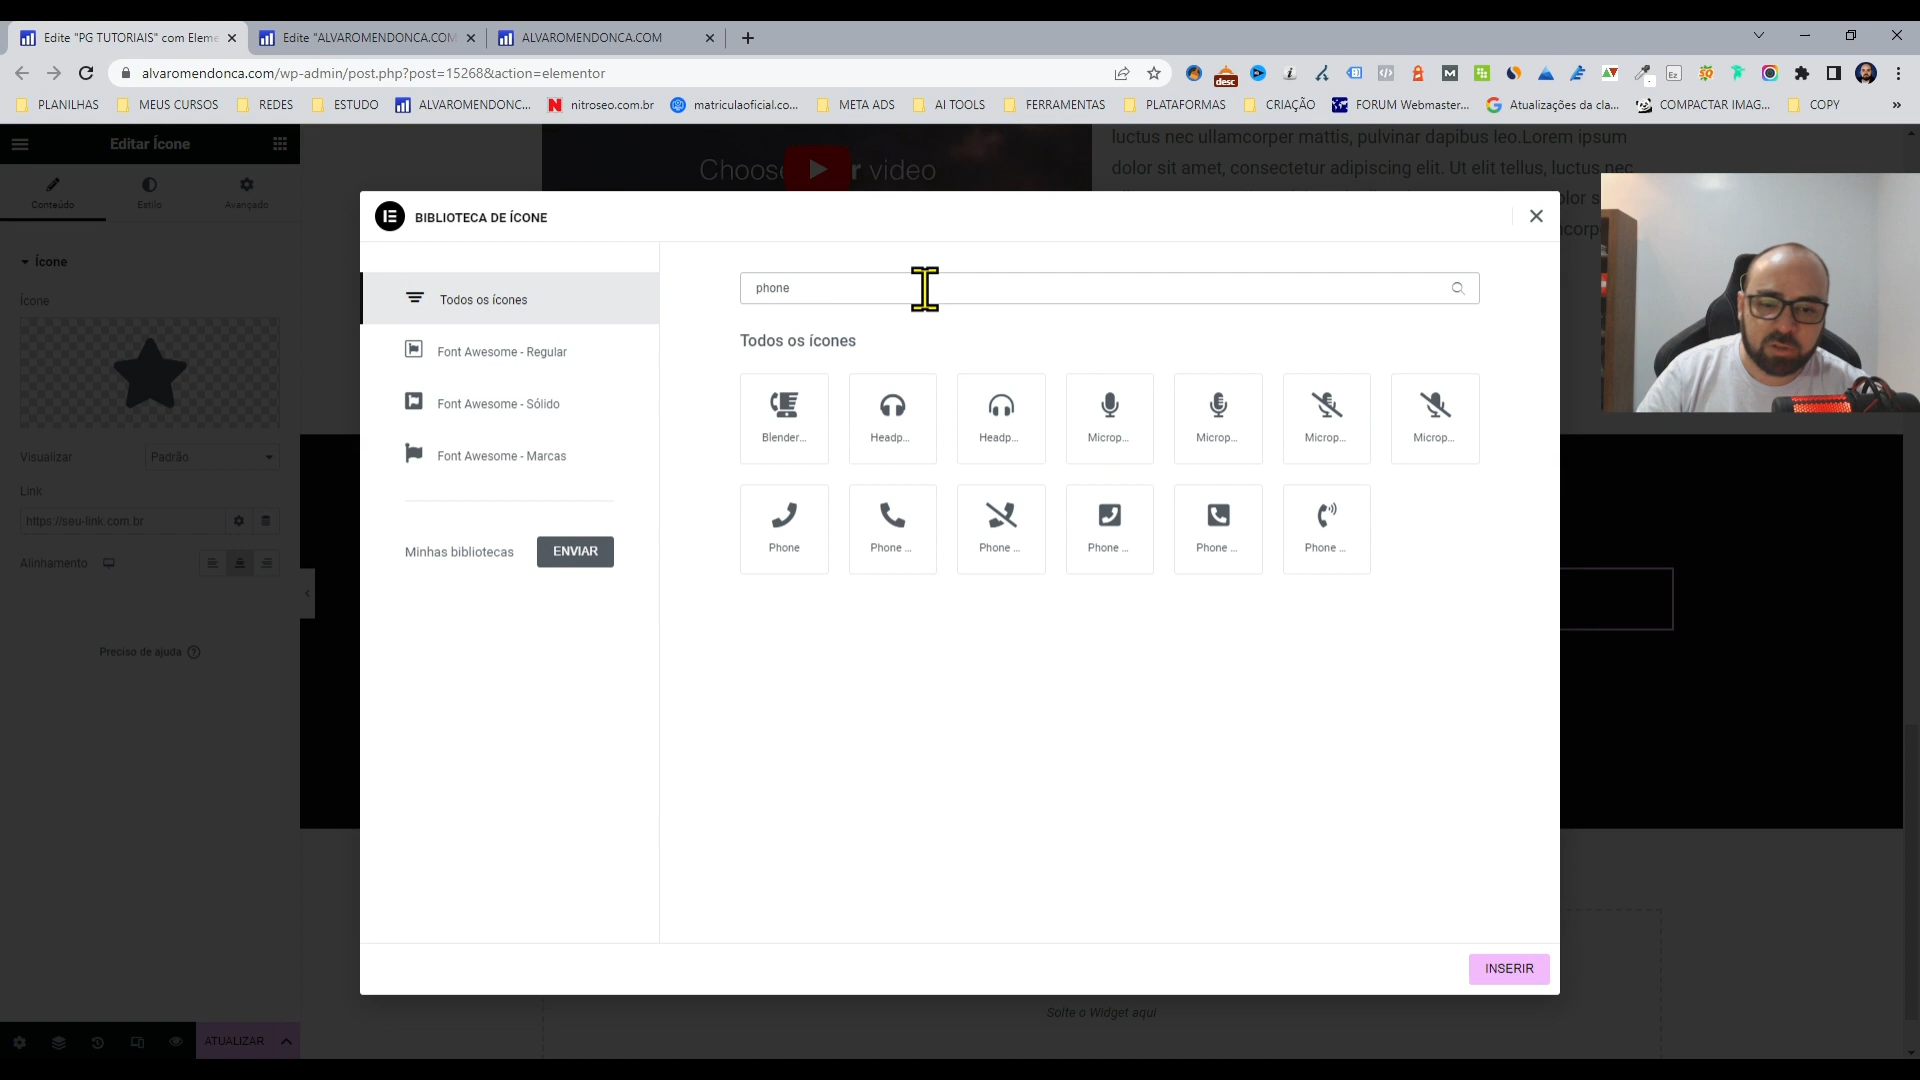 Edite "PG TUTORIAIS" com Eleme
Edite "ALVAROMENDONCA.COM
ALVAROMENDONCA.COM
alvaromendonca.com/wp-admin/post.php?post=15268&action=elementor
desc
PLANILHAS
MEUS CURSOS
REDES
ESTUDO
ALVAROMENDONC...
nitroseo.com.br
matriculaoficial.co...
META ADS
AI TOOLS
FERRAMENTAS
PLATAFORMAS
CRIAÇÃO
FORUM Webmaster...
Atualizações da cla...
COMPACTAR IMAG...
COPY
Editar Ícone
Conteúdo
Estilo
Avançado
Ícone
Ícone
Visualizar
Padrão
Link
https://seu-link.com.br
Alinhamento
Preciso de ajuda
ATUALIZAR
luctus nec ullamcorper mattis, pulvinar dapibus leo.Lorem ipsum
dolor sit amet, consectetur adipiscing elit. Ut elit tellus, luctus nec
video
BIBLIOTECA DE ÍCONE
Todos os ícones
Font Awesome - Regular
Font Awesome - Sólido
Font Awesome - Marcas
Minhas bibliotecas
ENVIAR
phone
Todos os ícones
Blender...
Headp...
Headp...
Microp...
Microp...
Microp...
Microp...
Phone
Phone ...
Phone ...
Phone ...
Phone ...
Phone ...
INSERIR
Solte o Widget aqui